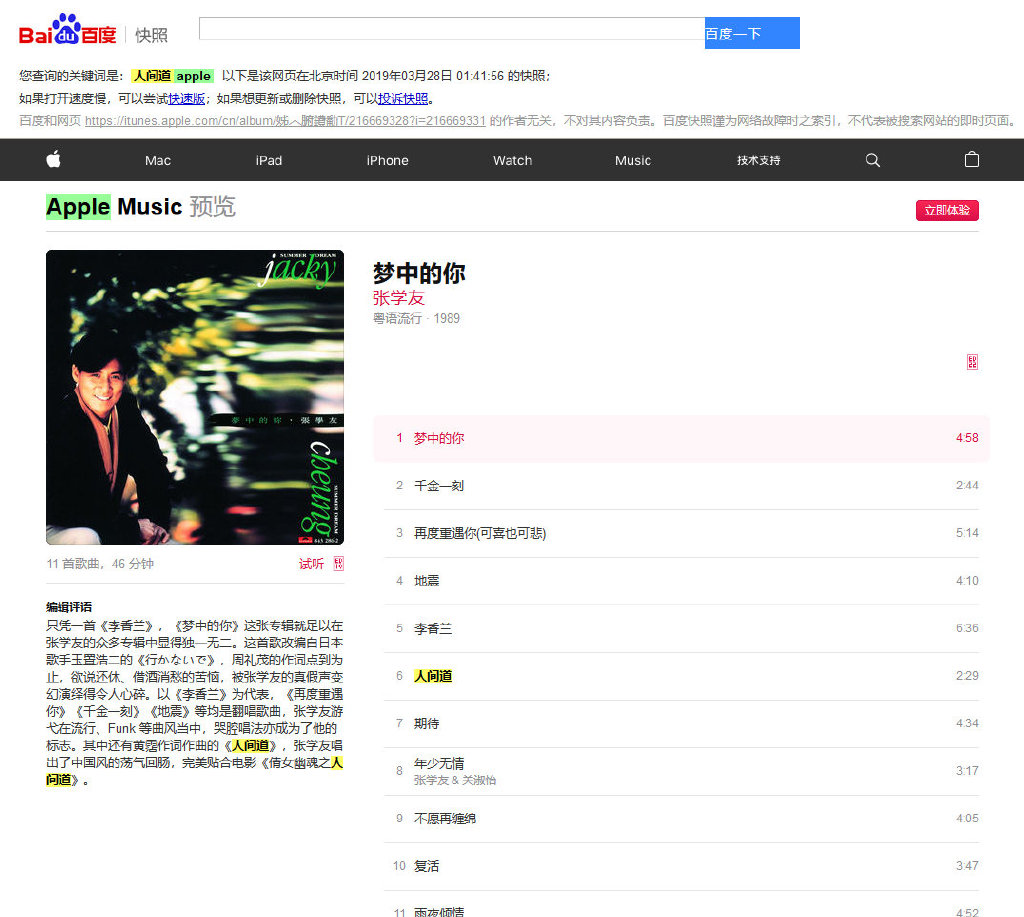 Baidu百度 快照
百度一下
您查询的关键词是: 人间道 apple 以下是该网页在北京时间 2019年03月28日 01:41:56 的快照;
如果打开速度慢，可以尝试快速版；如果想更新或删除快照，可以投诉快照。
百度和网页 https://itunes.apple.com/cn/album/ /216669328?i=216669331 的作者无关，不对其内容负责。百度快照谨为网络故障时之索引，不代表被搜索网站的即时页面。
Mac iPad iPhone Watch Music 技术支持
Apple Music 预览
立即体验
SUMMER DREAM
jacky
夢中的你 · 張學友
cheung
SUMMER DREAM
梦中的你
张学友
粤语流行 · 1989
1 梦中的你 4:58
2 千金一刻 2:44
3 再度重遇你(可喜也可悲) 5:14
4 地震 4:10
5 李香兰 6:36
6 人间道 2:29
7 期待 4:34
8 年少无情 3:17
张学友 & 关淑怡
9 不愿再缠绵 4:05
10 复活 3:47
11 雨夜倾情 4:52
11 首歌曲，46 分钟
试听
编辑评语
只凭一首《李香兰》，《梦中的你》这张专辑就足以在
张学友的众多专辑中显得独一无二。这首歌改编自日本
歌手玉置浩二的《行かないで》，周礼茂的作词点到为
止，欲说还休、借酒消愁的苦恼，被张学友的真假声变
幻演绎得令人心碎。以《李香兰》为代表，《再度重遇
你》《千金一刻》《地震》等均是翻唱歌曲，张学友游
弋在流行、Funk 等曲风当中，哭腔唱法亦成为了他的
标志。其中还有黄霑作词作曲的《人间道》，张学友唱
出了中国风的荡气回肠，完美贴合电影《倩女幽魂之人
间道》。